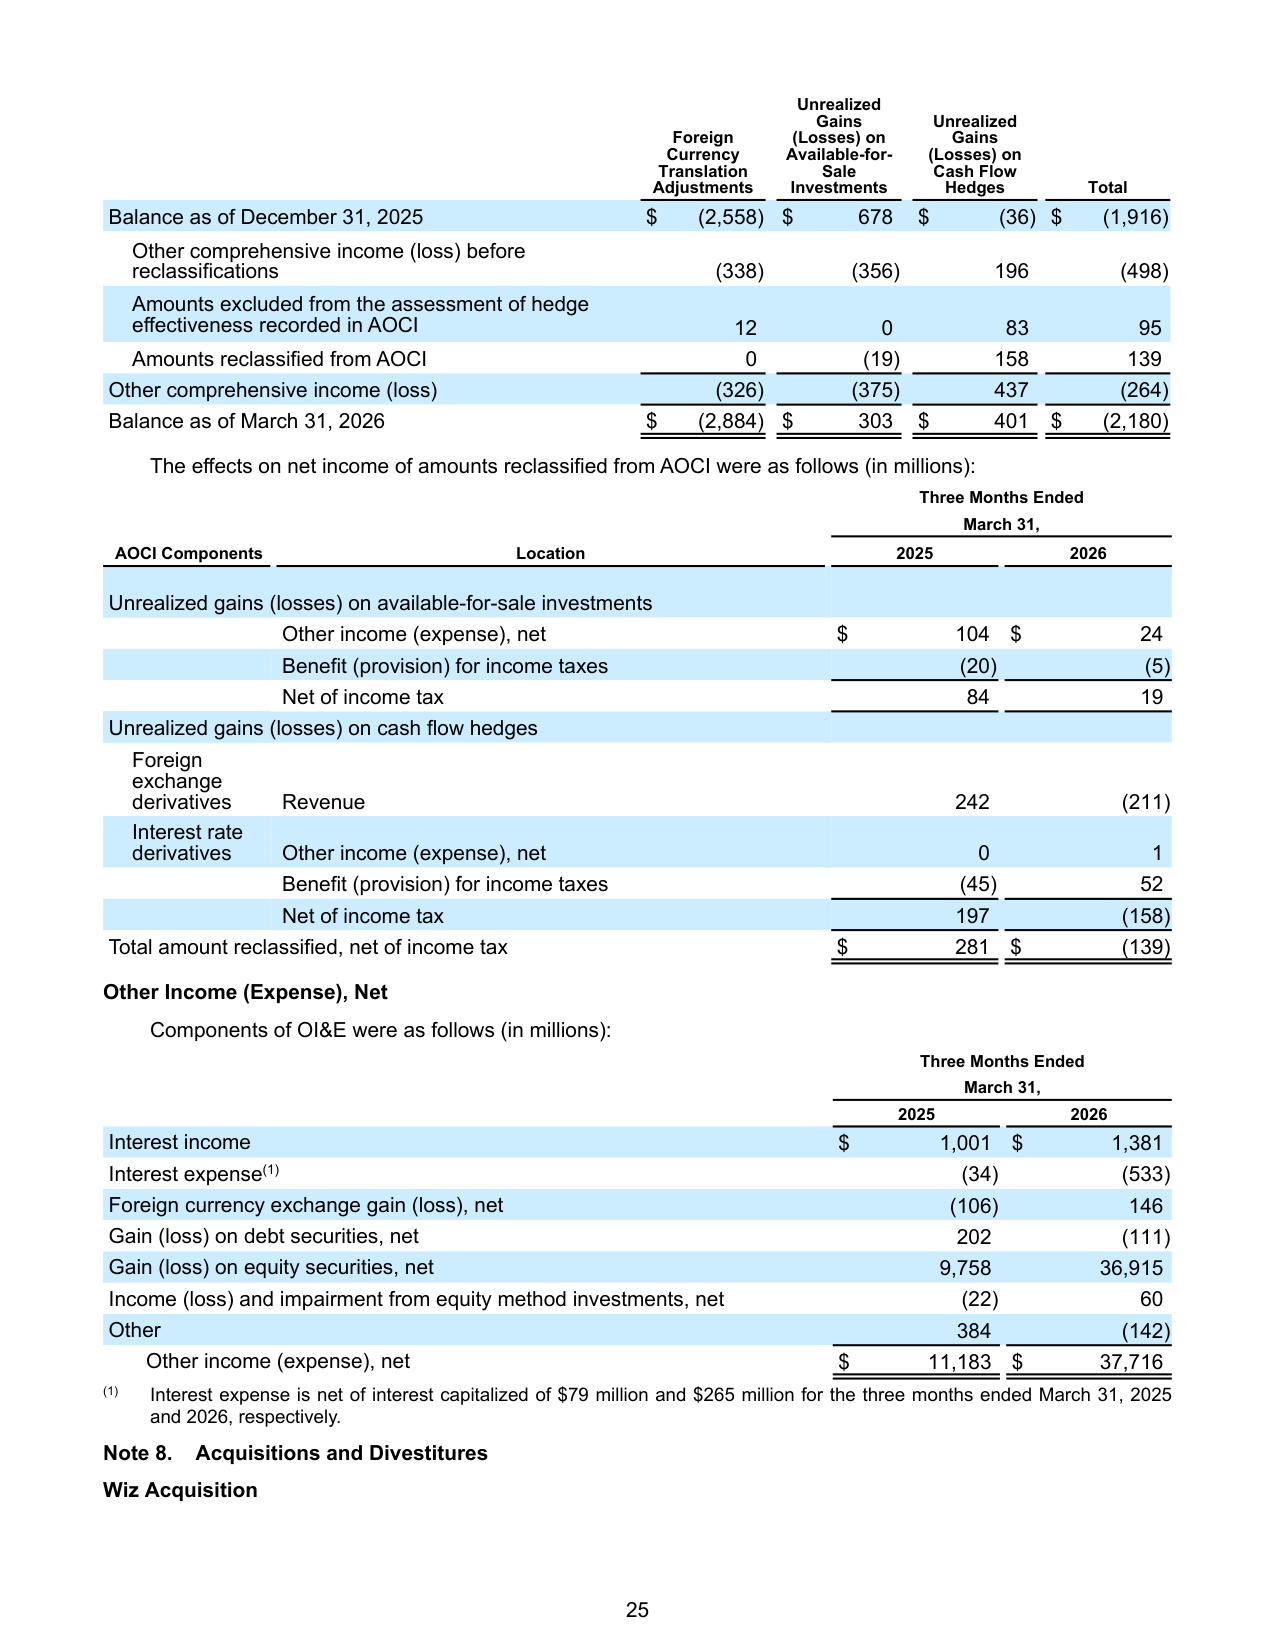 Foreign Currency Translation Adjustments Unrealized Gains (Losses) on Available-for-Sale Investments Unrealized Gains (Losses) on Cash Flow Hedges Total
Balance as of December 31, 2025 $ (2,558) $ 678 $ (36) $ (1,916)
Other comprehensive income (loss) before
reclassifications (338) (356) 196 (498)
Amounts excluded from the assessment of hedge
effectiveness recorded in AOCI 12 0 83 95
Amounts reclassified from AOCI 0 (19) 158 139
Other comprehensive income (loss) (326) (375) 437 (264)
Balance as of March 31, 2026 $ (2,884) $ 303 $ 401 $ (2,180)
The effects on net income of amounts reclassified from AOCI were as follows (in millions):
Three Months Ended
March 31,
AOCI Components Location 2025 2026
Unrealized gains (losses) on available-for-sale investments
Other income (expense), net $ 104 $ 24
Benefit (provision) for income taxes (20) (5)
Net of income tax 84 19
Unrealized gains (losses) on cash flow hedges
Foreign
exchange
derivatives Revenue 242 (211)
Interest rate
derivatives Other income (expense), net 0 1
Benefit (provision) for income taxes (45) 52
Net of income tax 197 (158)
Total amount reclassified, net of income tax $ 281 $ (139)
Other Income (Expense), Net
Components of OI&E were as follows (in millions):
Three Months Ended
March 31,
2025 2026
Interest income $ 1,001 $ 1,381
Interest expense(1) (34) (533)
Foreign currency exchange gain (loss), net (106) 146
Gain (loss) on debt securities, net 202 (111)
Gain (loss) on equity securities, net 9,758 36,915
Income (loss) and impairment from equity method investments, net (22) 60
Other 384 (142)
Other income (expense), net $ 11,183 $ 37,716
(1) Interest expense is net of interest capitalized of $79 million and $265 million for the three months ended March 31, 2025
and 2026, respectively.
Note 8. Acquisitions and Divestitures
Wiz Acquisition
25